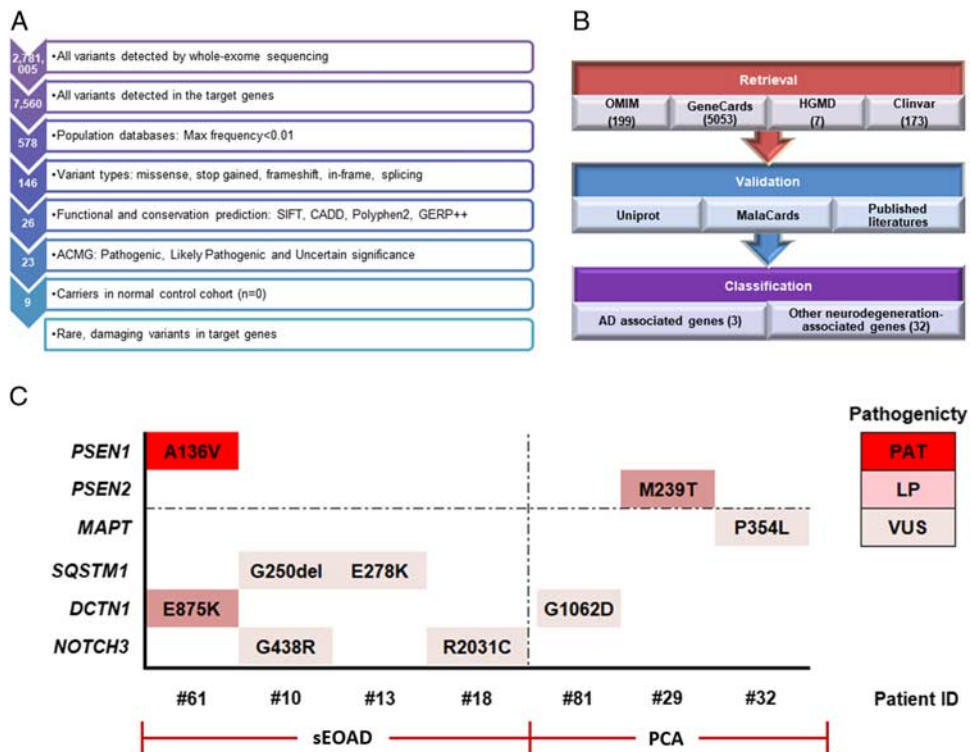 A
2,781,
005
•All variants detected by whole-exome sequencing
7,560
•All variants detected in the target genes
578
•Population databases: Max frequency<0.01
146
•Variant types: missense, stop gained, frameshift, in-frame, splicing
26
•Functional and conservation prediction: SIFT, CADD, Polyphen2, GERP++
23
•ACMG: Pathogenic, Likely Pathogenic and Uncertain significance
9
•Carriers in normal control cohort (n=0)
•Rare, damaging variants in target genes
B
Retrieval
OMIM
(199)
GeneCards
(5053)
HGMD
(7)
Clinvar
(173)
Validation
Uniprot
MalaCards
Published
literatures
Classification
AD associated genes (3)
Other neurodegeneration-
associated genes (32)
C
Pathogenicty
PSEN1 A136V PAT
PSEN2 M239T LP
MAPT P354L VUS
SQSTM1 G250del E278K
DCTN1 E875K G1062D
NOTCH3 G438R R2031C
#61 #10 #13 #18 #81 #29 #32 Patient ID
sEOAD PCA